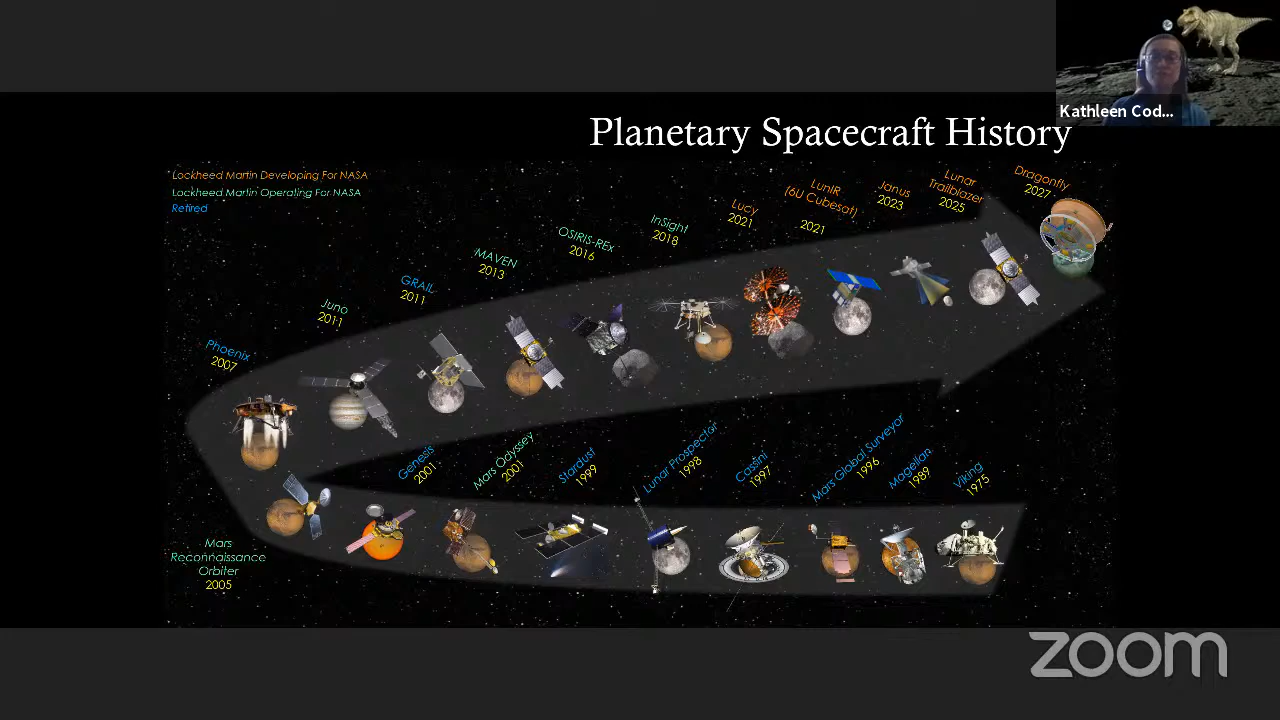 Kathleen Cod...
Planetary Spacecraft History
Lockheed Martin Developing For NASA
Lockheed Martin Operating For NASA
Retired
Dragonfly
2027
Lunar
Trailblazer
2025
Janus
2023
LunIR
(6U Cubesat)
2021
Lucy
2021
InSight
2018
OSIRIS-REx
2016
MAVEN
2013
GRAIL
2011
Juno
2011
Phoenix
2007
Mars
Reconnaissance
Orbiter
2005
Genesis
2001
Mars Odyssey
2001
Stardust
1999
Lunar Prospector
1998
Cassini
1997
Mars Global Surveyor
1996
Magellan
1989
Viking
1975
zoom